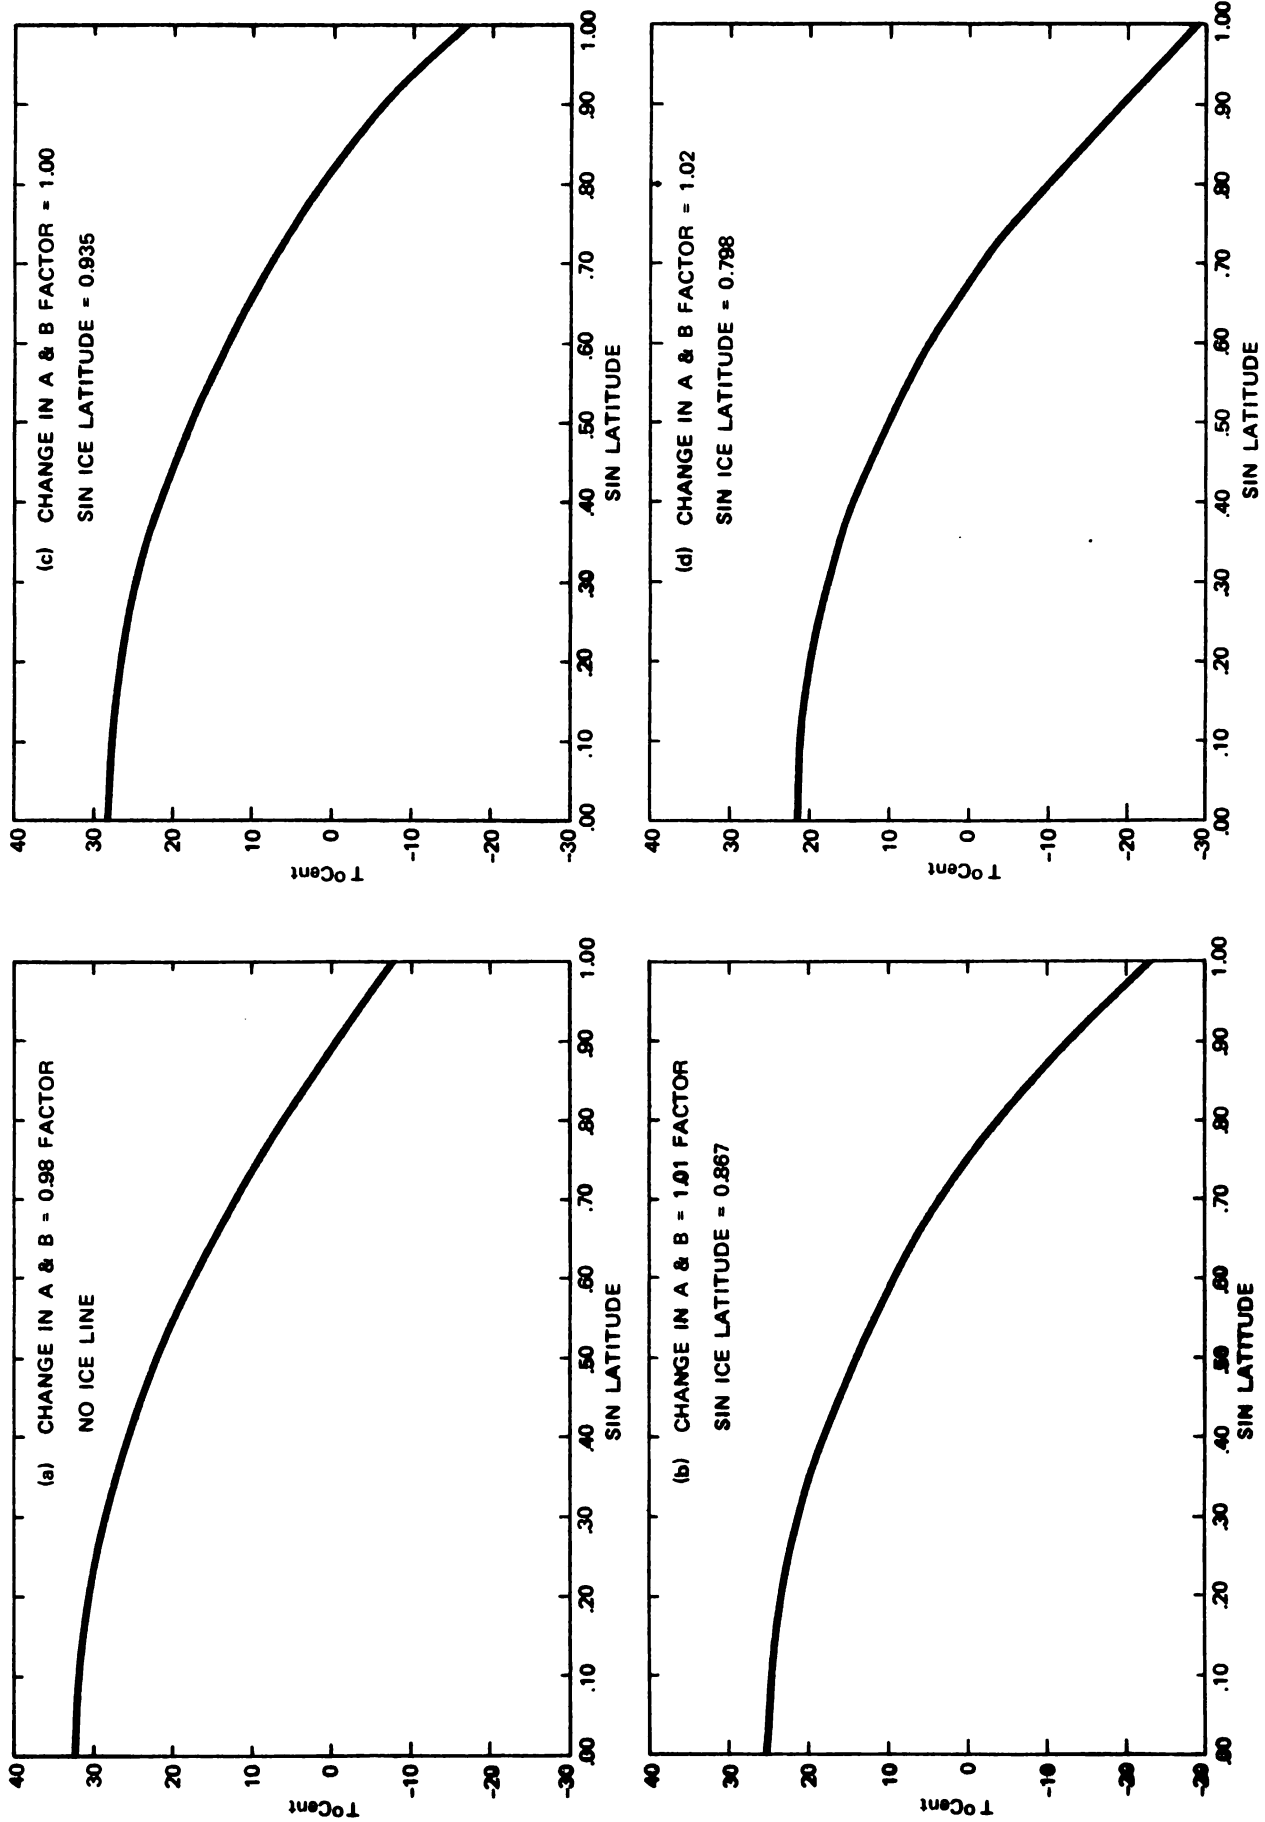 (a) CHANGE IN A & B = 0.98 FACTOR
NO ICE LINE
40
30
20
10
0
-10
-20
-30
T°Cent
.00 .10 .20 .30 .40 .50 .60 .70 .80 .90 1.00
SIN LATITUDE
(c) CHANGE IN A & B FACTOR = 1.00
SIN ICE LATITUDE = 0.935
40
30
20
10
0
-10
-20
-30
T°Cent
.00 .10 .20 .30 .40 .50 .60 .70 .80 .90 1.00
SIN LATITUDE
(b) CHANGE IN A & B = 1.01 FACTOR
SIN ICE LATITUDE = 0.867
40
30
20
10
0
-10
-20
-30
T°Cent
.00 .10 .20 .30 .40 .50 .60 .70 .80 .90 1.00
SIN LATITUDE
(d) CHANGE IN A & B FACTOR = 1.02
SIN ICE LATITUDE = 0.798
40
30
20
10
0
-10
-20
-30
T°Cent
.00 .10 .20 .30 .40 .50 .60 .70 .80 .90 1.00
SIN LATITUDE